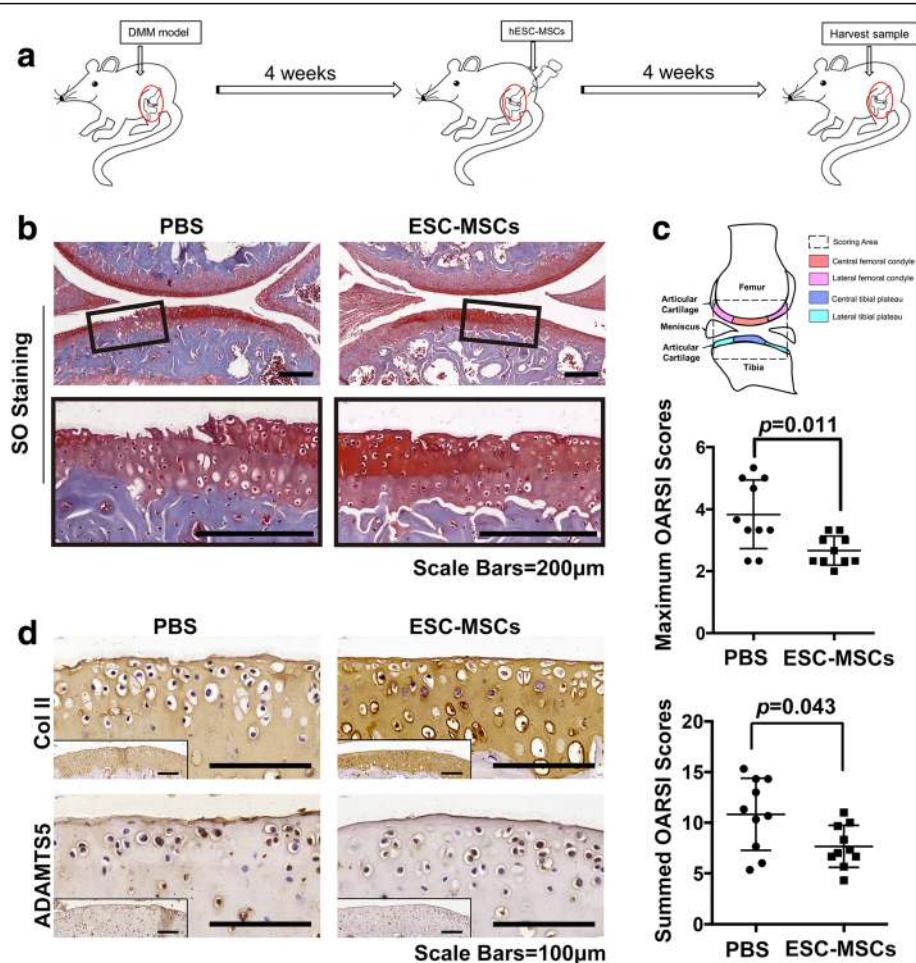 a
DMM model
hESC-MSCs
Harvest sample
4 weeks
4 weeks
b
PBS
ESC-MSCs
SO Staining
Scale Bars=200μm
c
Scoring Area
Central femoral condyle
Lateral femoral condyle
Central tibial plateau
Lateral tibial plateau
Femur
Articular
Cartilage
Meniscus
Articular
Cartilage
Tibia
p=0.011
Maximum OARSI Scores
6
4
2
0
PBS
ESC-MSCs
d
PBS
ESC-MSCs
Col II
ADAMTS5
Scale Bars=100μm
p=0.043
Summed OARSI Scores
20
15
10
5
0
PBS
ESC-MSCs